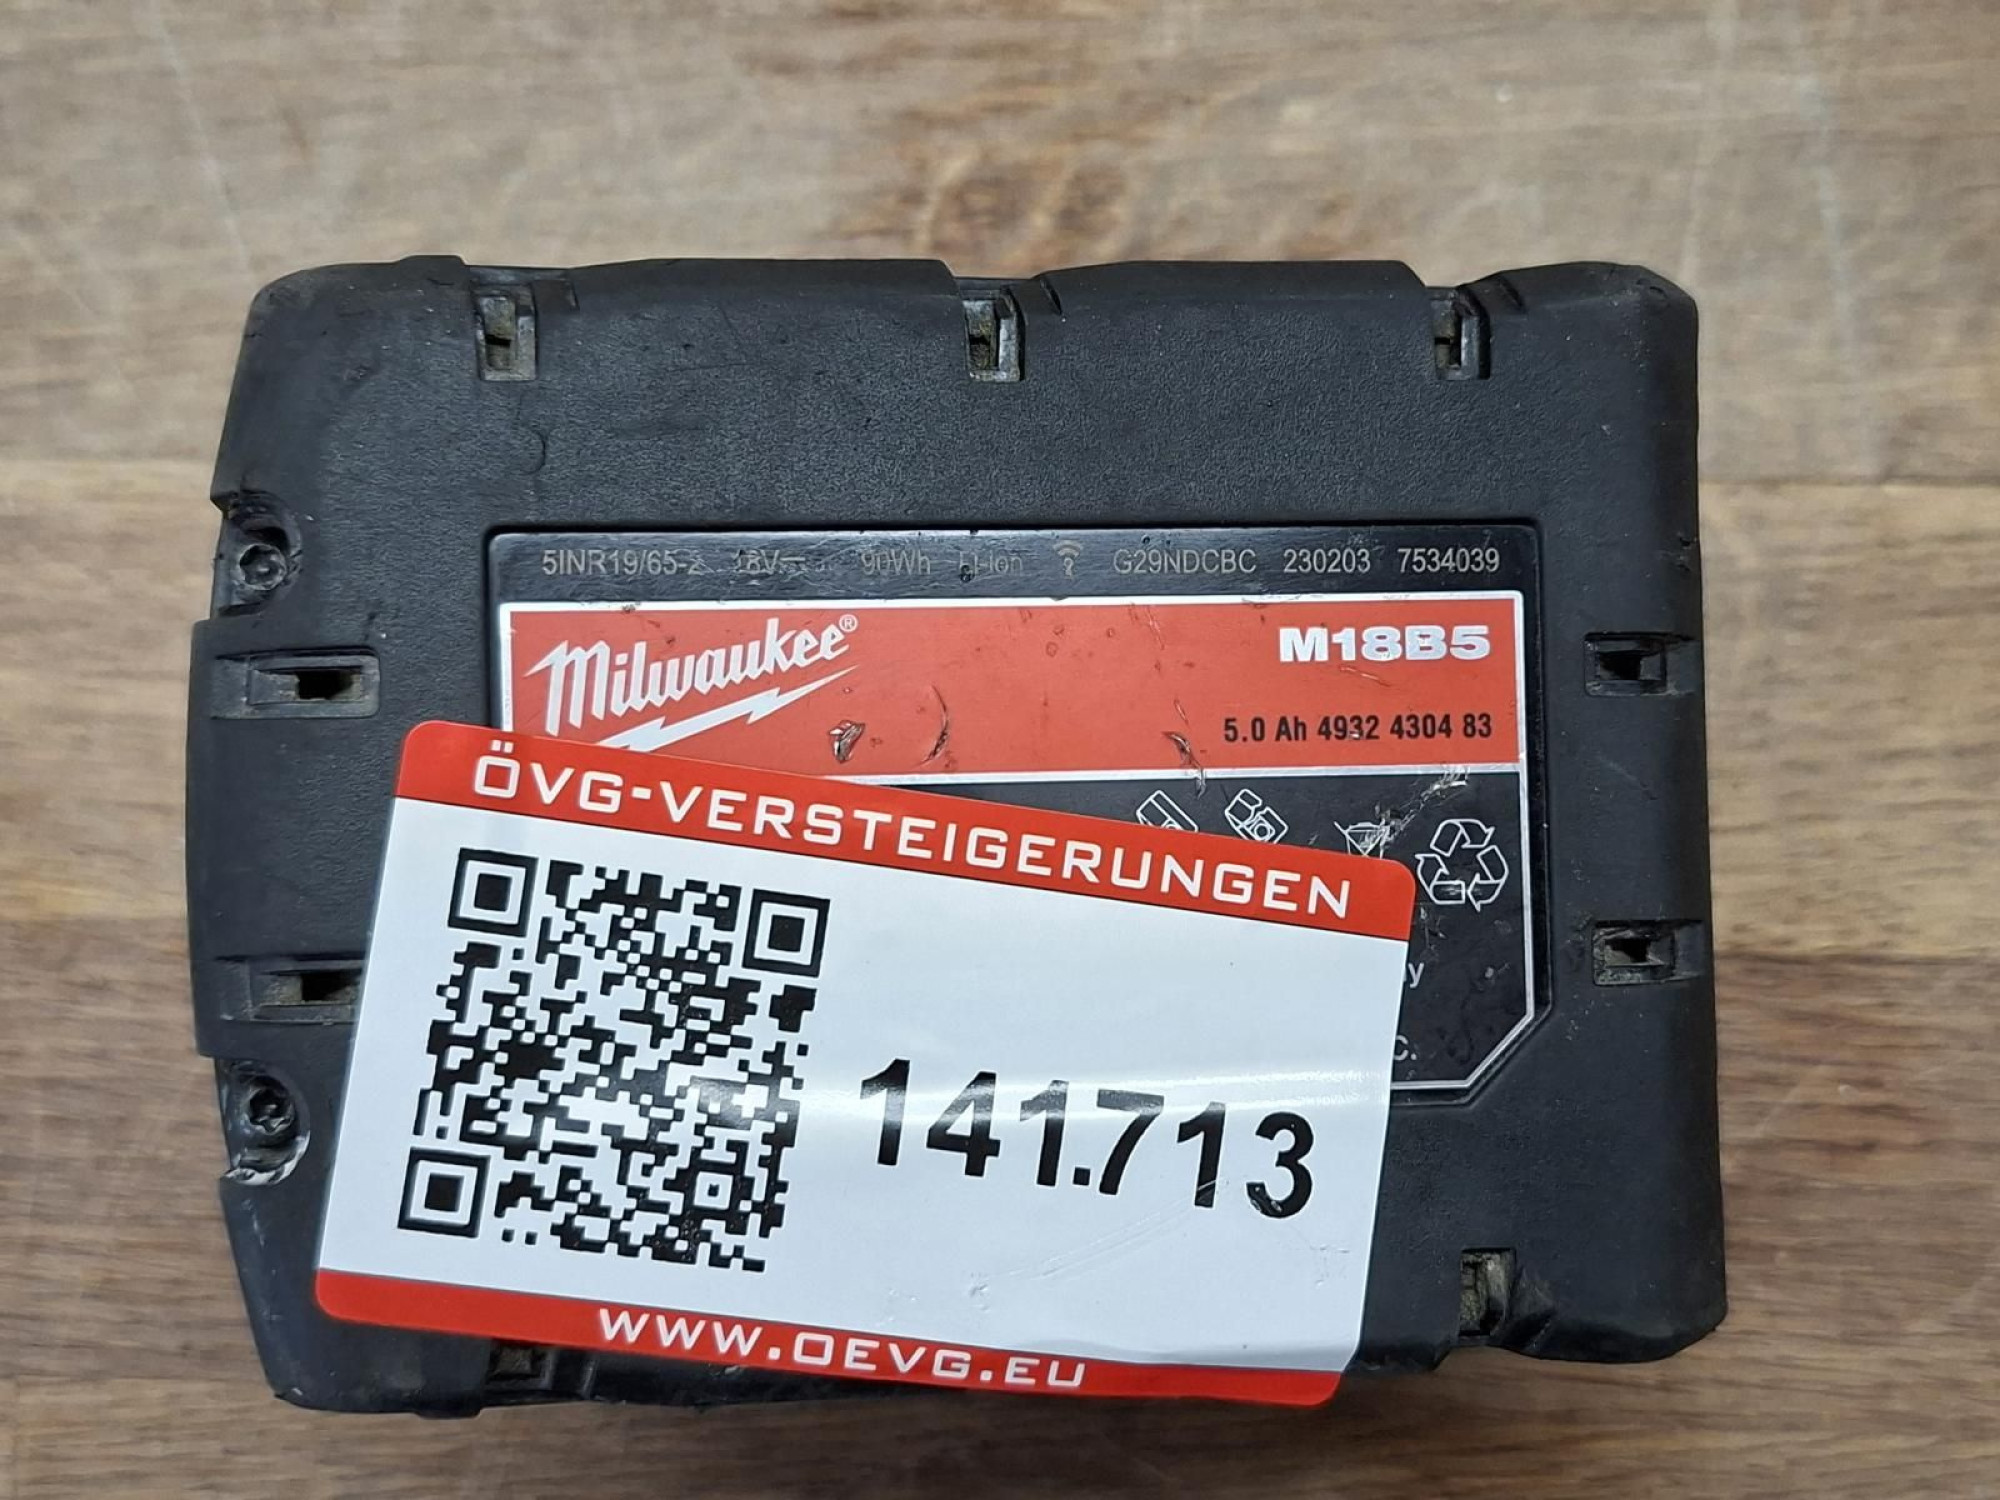 5INR19/65-2 18V⎓ 90Wh Li-Ion G29NDCBC 230203 7534039
Milwaukee®
M18B5
5.0 Ah 4932 4304 83
ÖVG-VERSTEIGERUNGEN
141.713
WWW.OEVG.EU